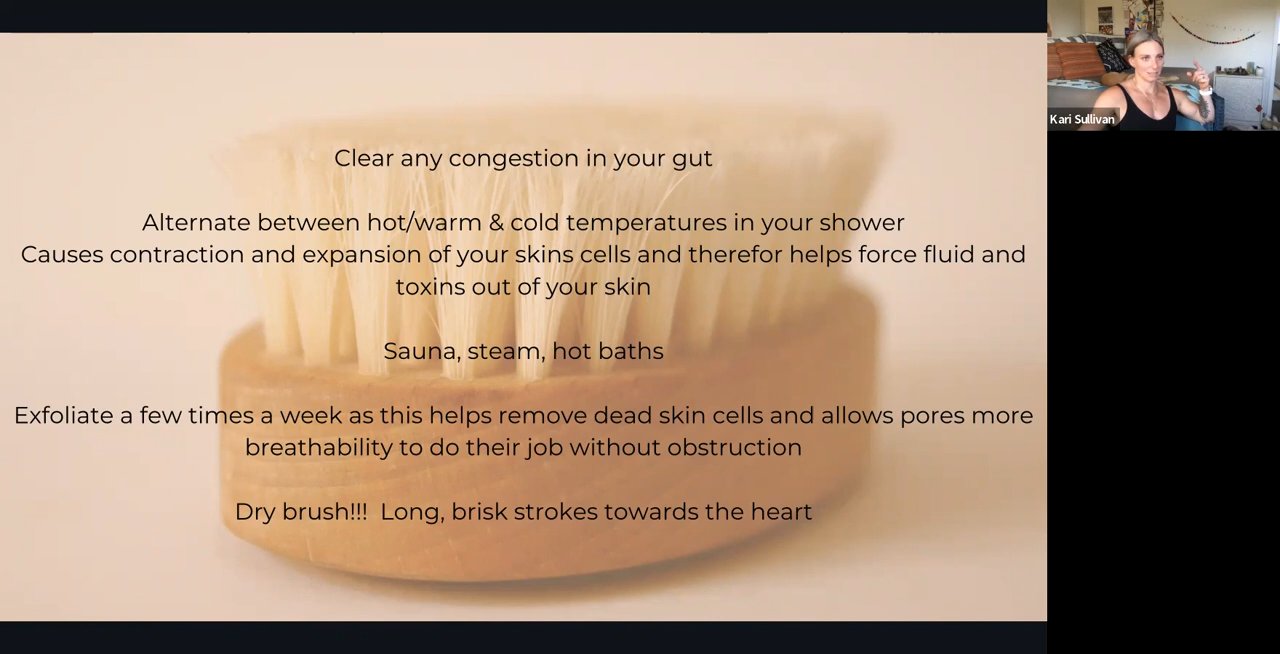 Clear any congestion in your gut
Alternate between hot/warm & cold temperatures in your shower
Causes contraction and expansion of your skins cells and therefor helps force fluid and
toxins out of your skin
Sauna, steam, hot baths
Exfoliate a few times a week as this helps remove dead skin cells and allows pores more
breathability to do their job without obstruction
Dry brush!!!  Long, brisk strokes towards the heart
Kari Sullivan